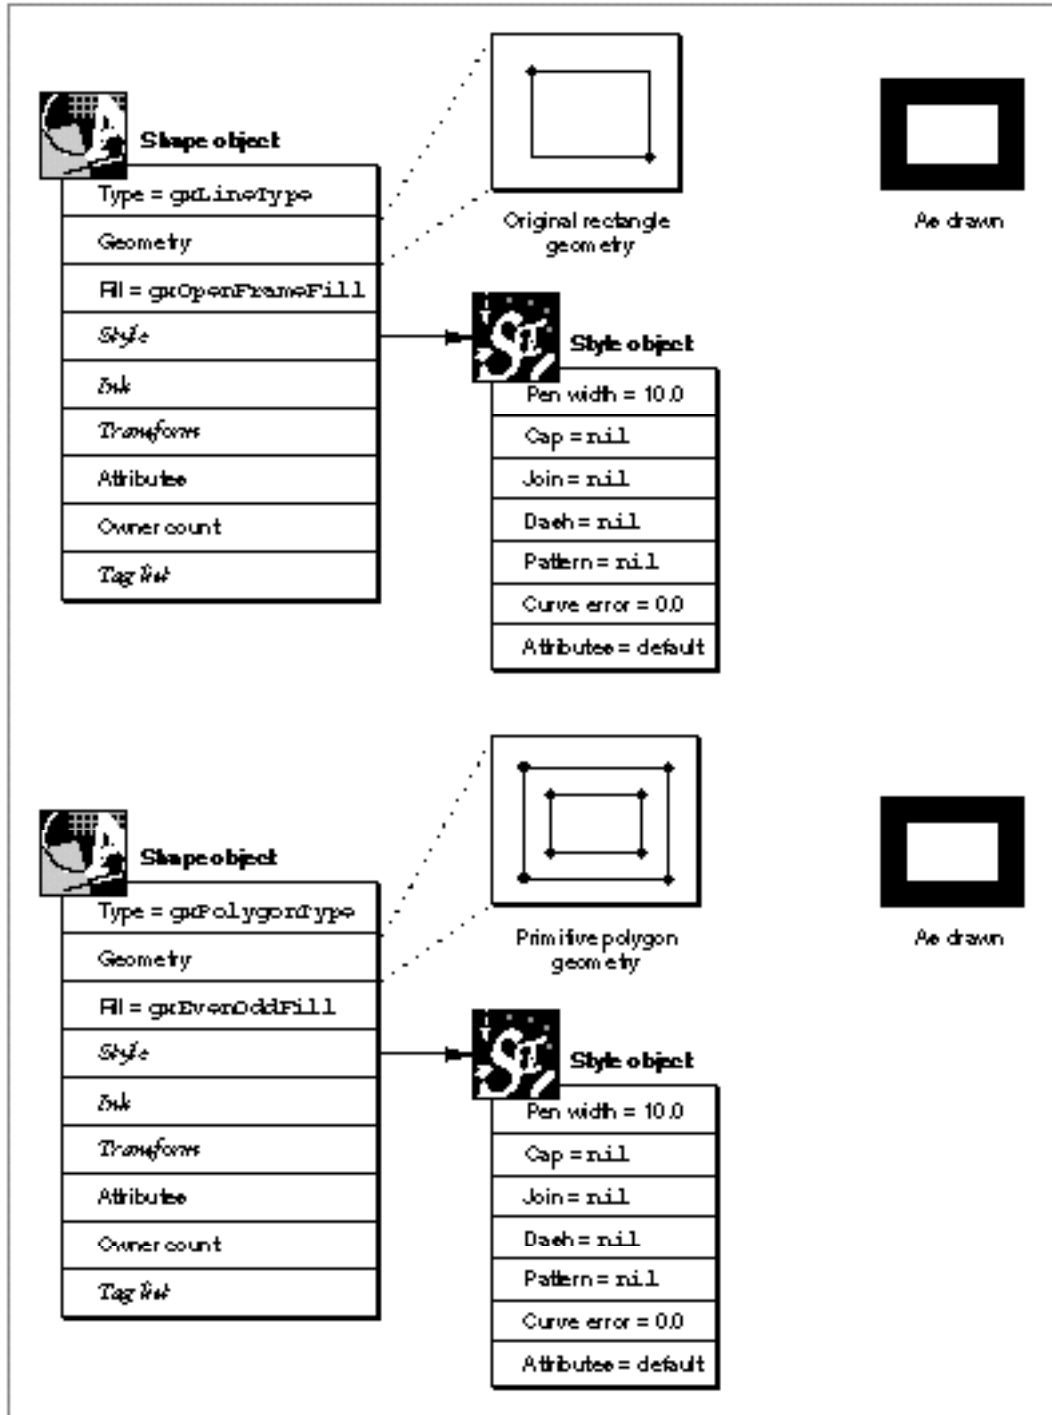 Shape object
Type = gxLineType
Geometry
Fill = gxOpenFrameFill
Style
Ink
Transform
Attributes
Owner count
Tag list
Original rectangle
geometry
As drawn
Style object
Pen width = 10.0
Cap = nil
Join = nil
Dash = nil
Pattern = nil
Curve error = 0.0
Attributes = default
Shape object
Type = gxPolygonType
Geometry
Fill = gxEvenOddFill
Style
Ink
Transform
Attributes
Owner count
Tag list
Primitive polygon
geometry
As drawn
Style object
Pen width = 10.0
Cap = nil
Join = nil
Dash = nil
Pattern = nil
Curve error = 0.0
Attributes = default